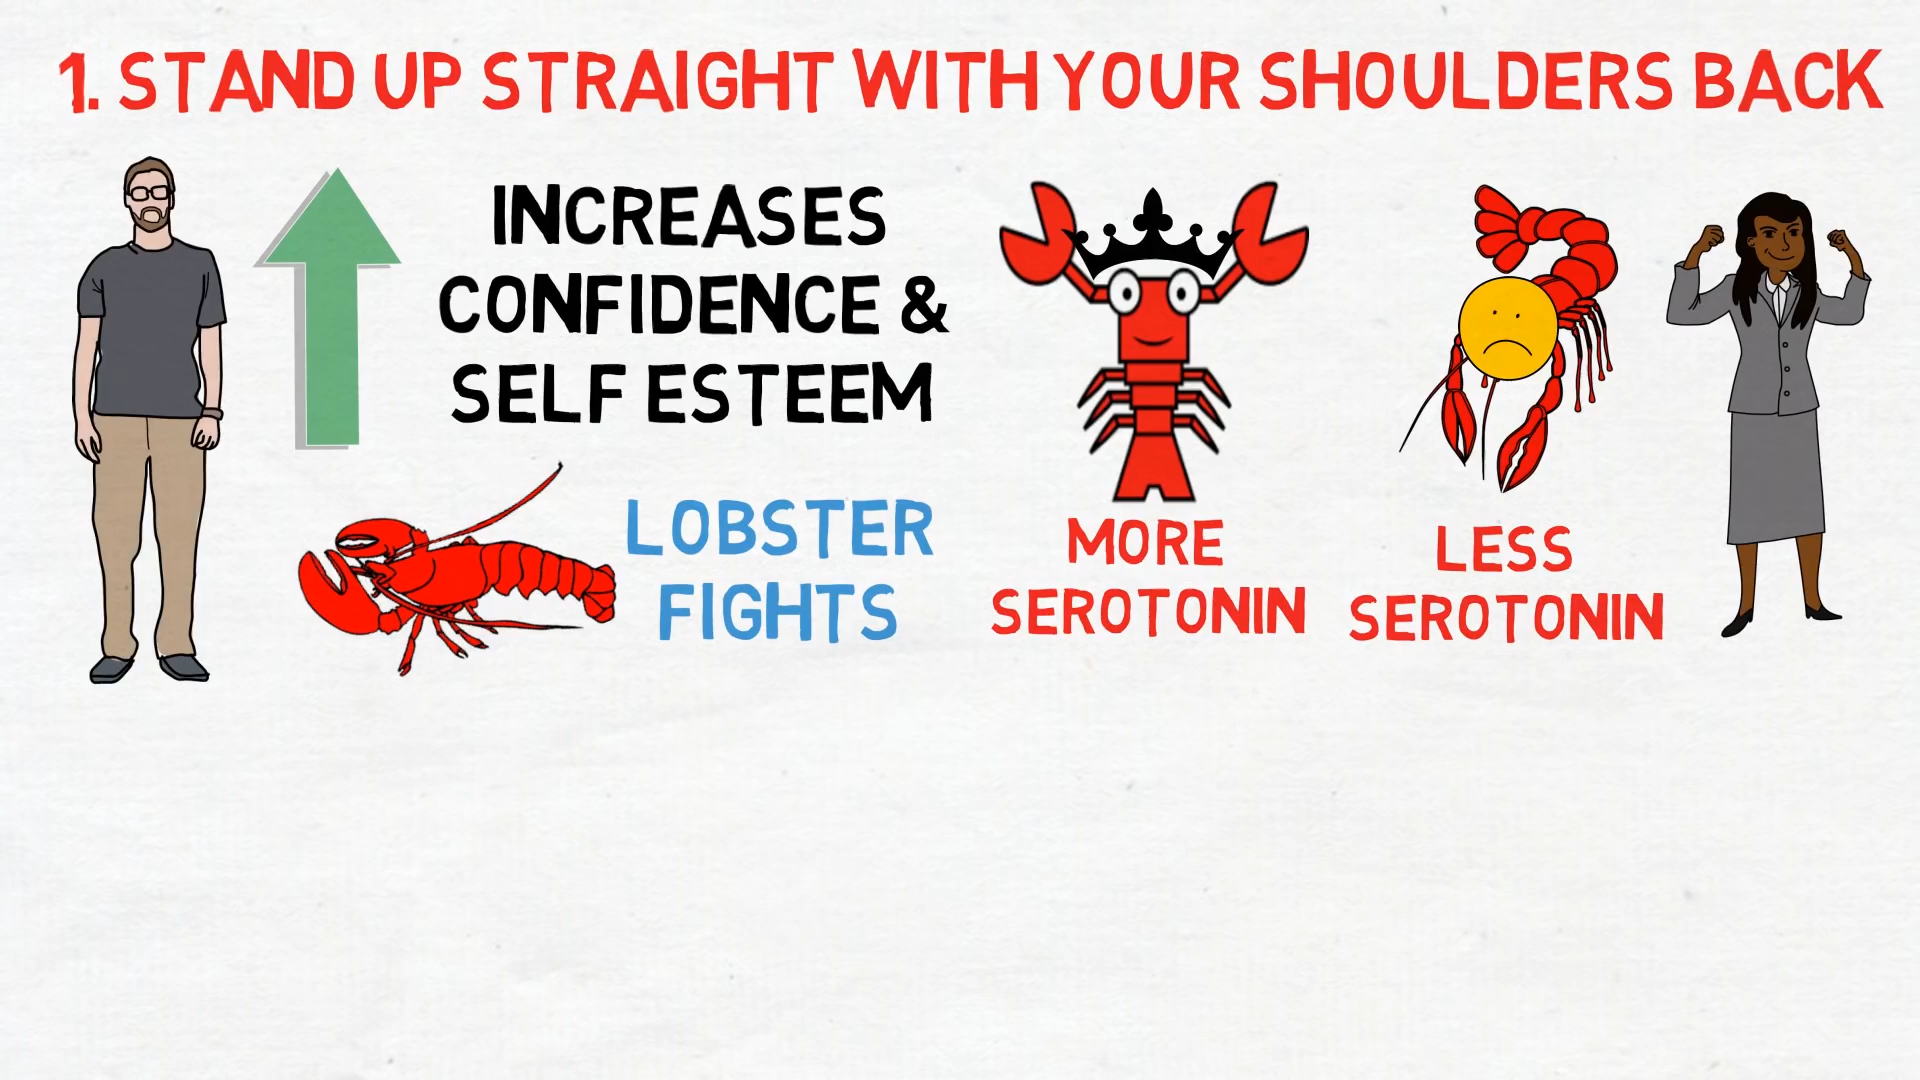 1. STAND UP STRAIGHT WITH YOUR SHOULDERS BACK
INCREASES
CONFIDENCE &
SELF ESTEEM
LOBSTER
FIGHTS
MORE
SEROTONIN
LESS
SEROTONIN